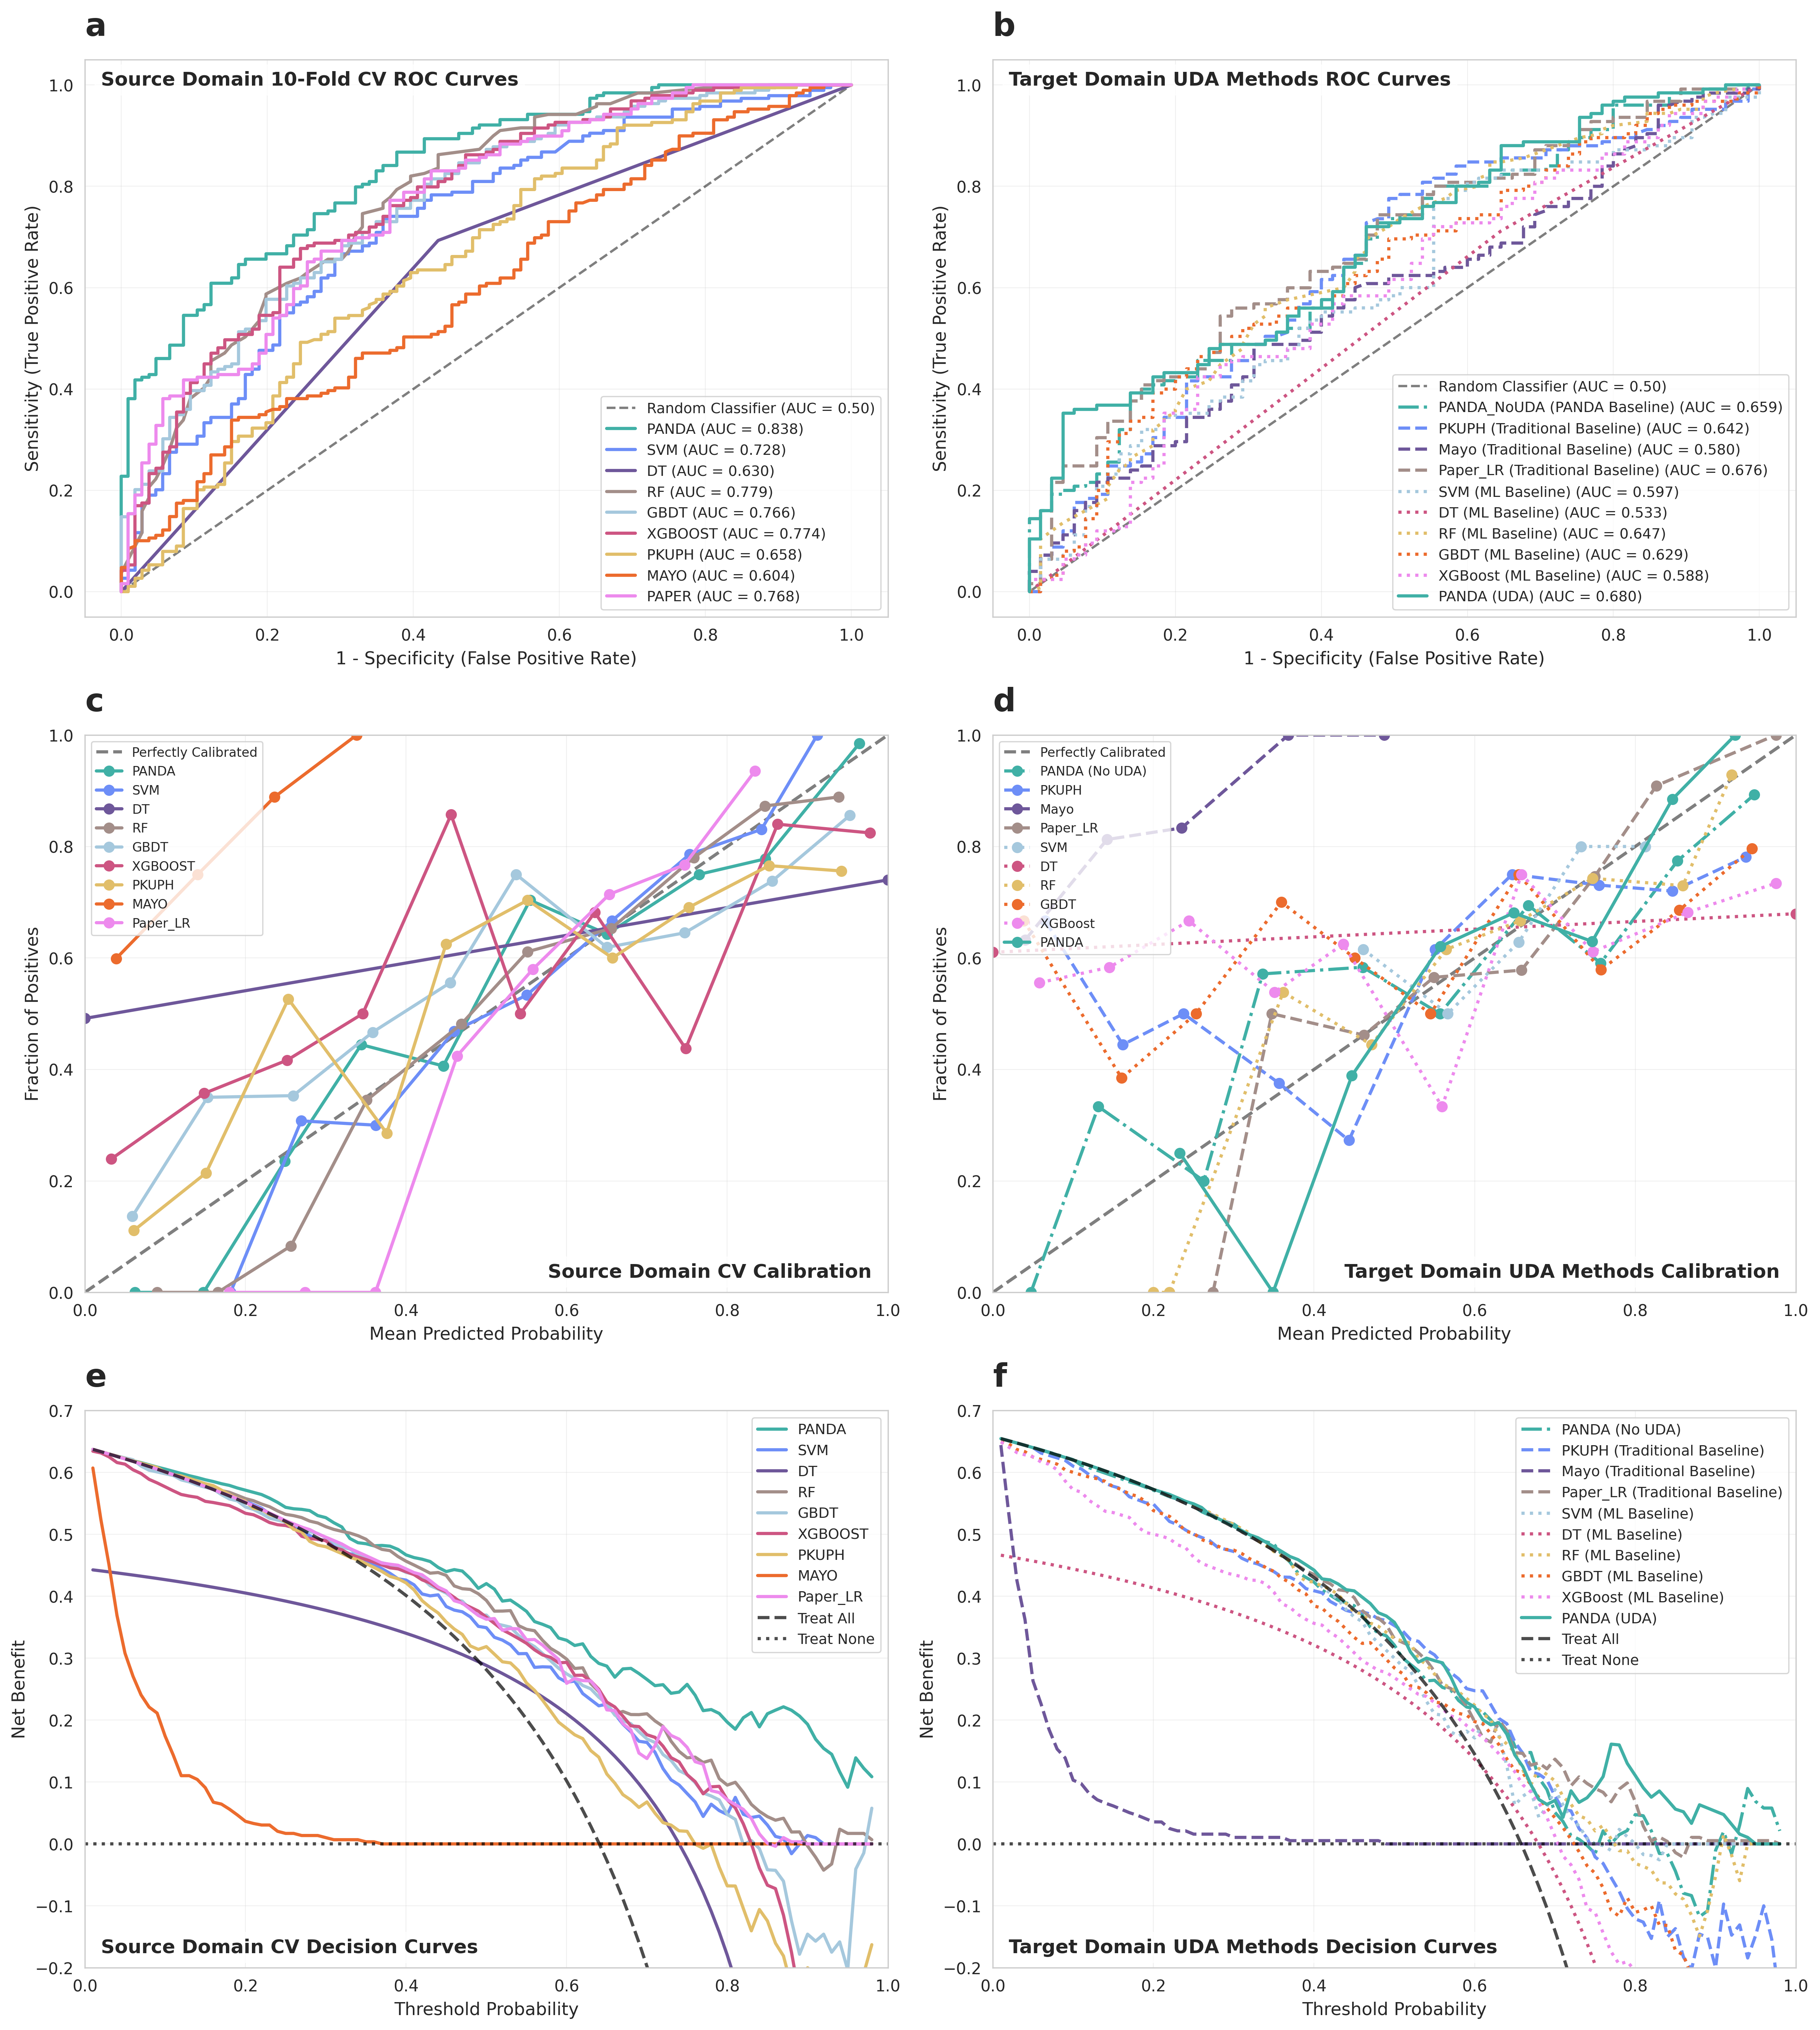 a
Source Domain 10-Fold CV ROC Curves
Sensitivity (True Positive Rate)
1.0
0.8
0.6
0.4
0.2
0.0
Random Classifier (AUC = 0.50)
PANDA (AUC = 0.838)
SVM (AUC = 0.728)
DT (AUC = 0.630)
RF (AUC = 0.779)
GBDT (AUC = 0.766)
XGBOOST (AUC = 0.774)
PKUPH (AUC = 0.658)
MAYO (AUC = 0.604)
PAPER (AUC = 0.768)
0.0 0.2 0.4 0.6 0.8 1.0
1 - Specificity (False Positive Rate)
b
Target Domain UDA Methods ROC Curves
Sensitivity (True Positive Rate)
1.0
0.8
0.6
0.4
0.2
0.0
Random Classifier (AUC = 0.50)
PANDA_NoUDA (PANDA Baseline) (AUC = 0.659)
PKUPH (Traditional Baseline) (AUC = 0.642)
Mayo (Traditional Baseline) (AUC = 0.580)
Paper_LR (Traditional Baseline) (AUC = 0.676)
SVM (ML Baseline) (AUC = 0.597)
DT (ML Baseline) (AUC = 0.533)
RF (ML Baseline) (AUC = 0.647)
GBDT (ML Baseline) (AUC = 0.629)
XGBoost (ML Baseline) (AUC = 0.588)
PANDA (UDA) (AUC = 0.680)
0.0 0.2 0.4 0.6 0.8 1.0
1 - Specificity (False Positive Rate)
c
Fraction of Positives
1.0
0.8
0.6
0.4
0.2
0.0
Perfectly Calibrated
PANDA
SVM
DT
RF
GBDT
XGBOOST
PKUPH
MAYO
Paper_LR
Source Domain CV Calibration
0.0 0.2 0.4 0.6 0.8 1.0
Mean Predicted Probability
d
Fraction of Positives
1.0
0.8
0.6
0.4
0.2
0.0
Perfectly Calibrated
PANDA (No UDA)
PKUPH
Mayo
Paper_LR
SVM
DT
RF
GBDT
XGBoost
PANDA
Target Domain UDA Methods Calibration
0.0 0.2 0.4 0.6 0.8 1.0
Mean Predicted Probability
e
Net Benefit
0.7
0.6
0.5
0.4
0.3
0.2
0.1
0.0
−0.1
−0.2
PANDA
SVM
DT
RF
GBDT
XGBOOST
PKUPH
MAYO
Paper_LR
Treat All
Treat None
Source Domain CV Decision Curves
0.0 0.2 0.4 0.6 0.8 1.0
Threshold Probability
f
Net Benefit
0.7
0.6
0.5
0.4
0.3
0.2
0.1
0.0
−0.1
−0.2
PANDA (No UDA)
PKUPH (Traditional Baseline)
Mayo (Traditional Baseline)
Paper_LR (Traditional Baseline)
SVM (ML Baseline)
DT (ML Baseline)
RF (ML Baseline)
GBDT (ML Baseline)
XGBoost (ML Baseline)
PANDA (UDA)
Treat All
Treat None
Target Domain UDA Methods Decision Curves
0.0 0.2 0.4 0.6 0.8 1.0
Threshold Probability